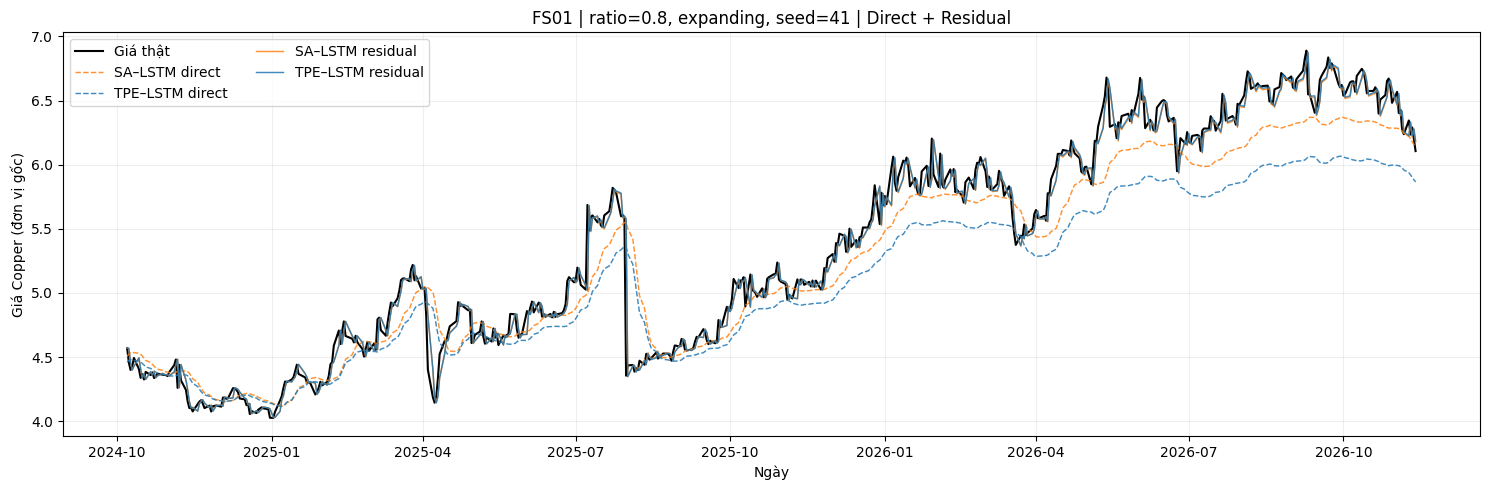 FS01 | ratio=0.8, expanding, seed=41 | Direct + Residual
Giá thật
SA–LSTM direct
TPE–LSTM direct
SA–LSTM residual
TPE–LSTM residual
Giá Copper (đơn vị gốc)
7.0
6.5
6.0
5.5
5.0
4.5
4.0
2024-10
2025-01
2025-04
2025-07
2025-10
2026-01
2026-04
2026-07
2026-10
Ngày